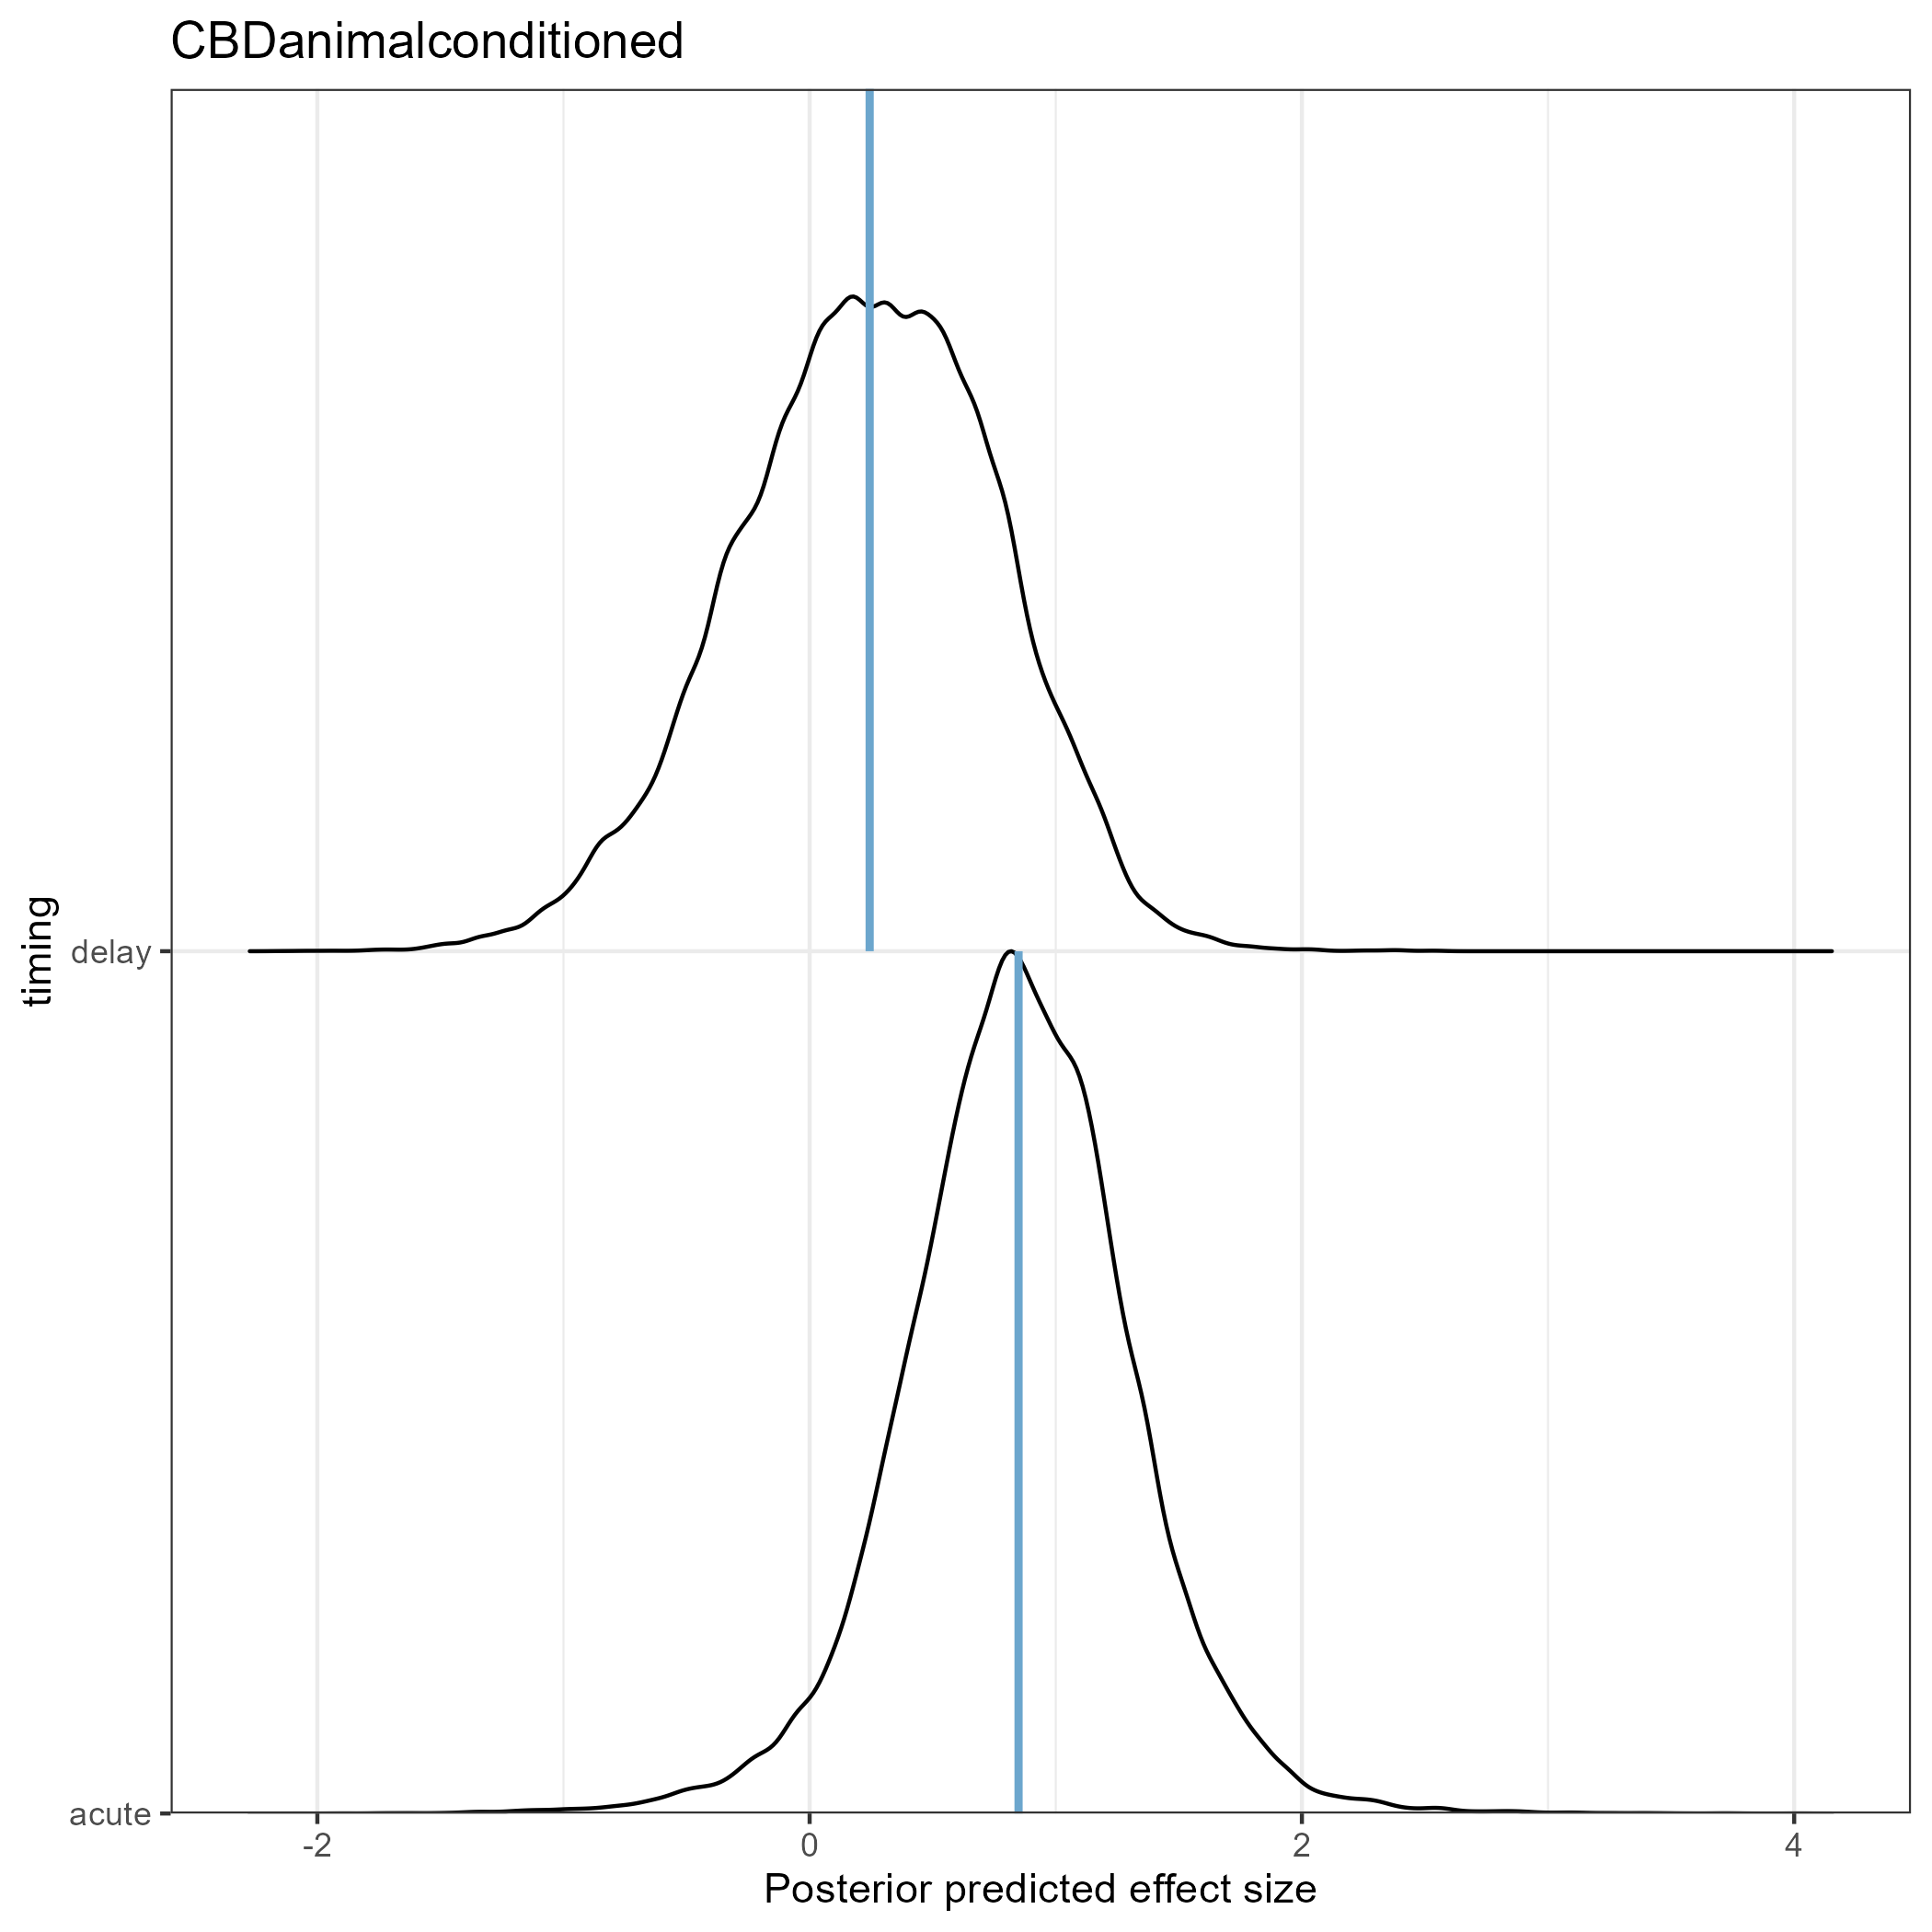 CBDanimalconditioned
timing
delay
acute
-2 0 2 4
Posterior predicted effect size